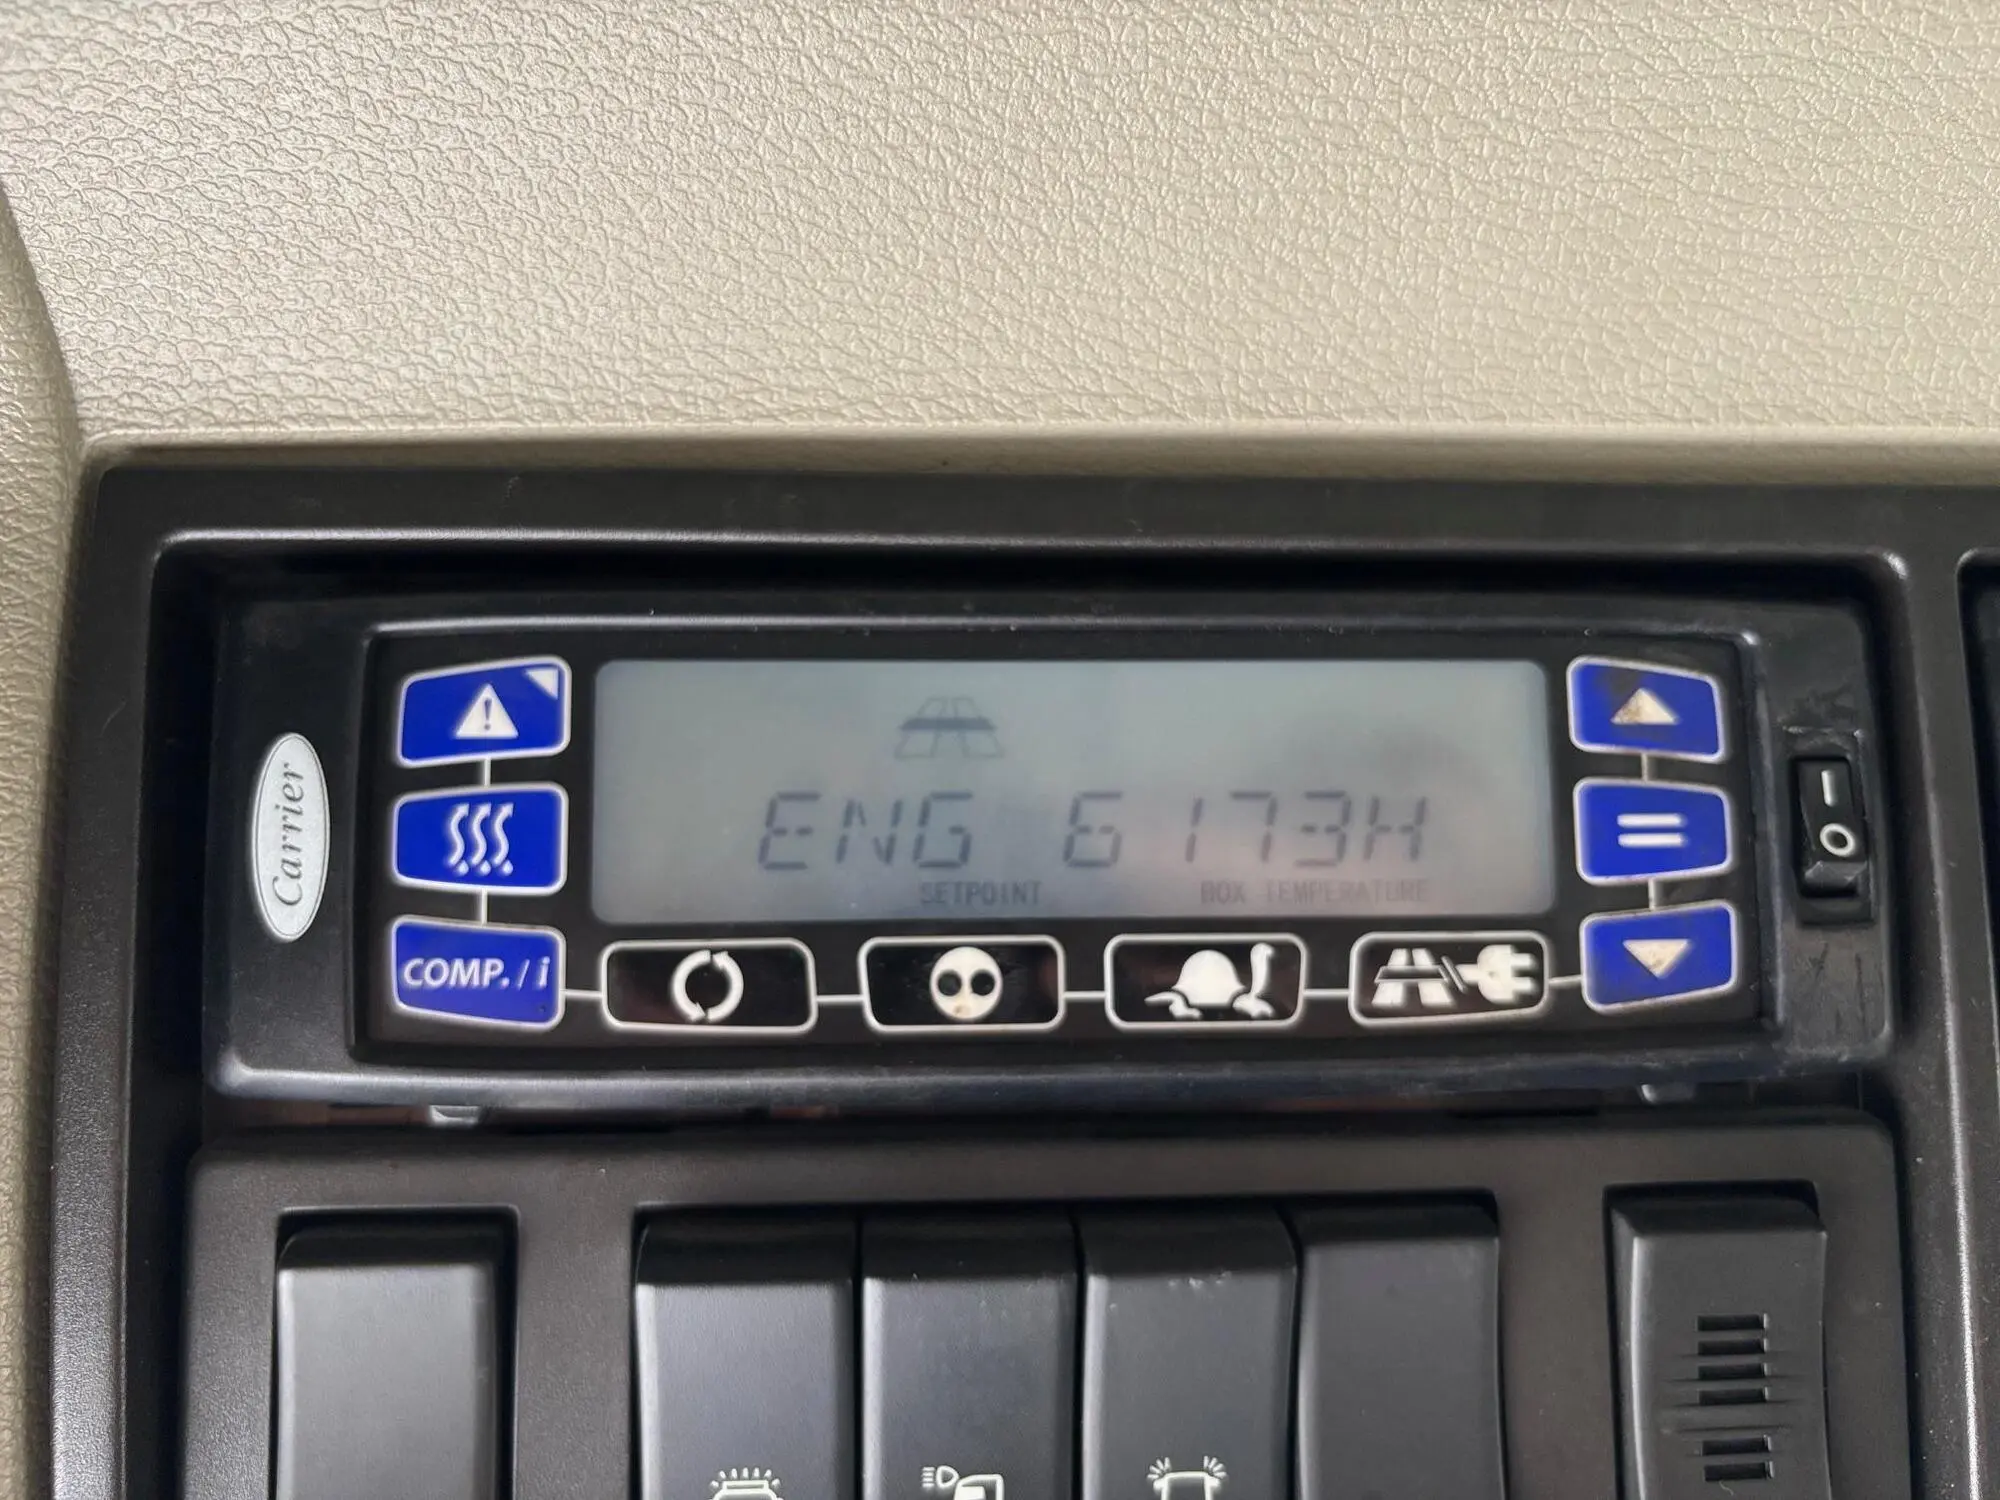 Carrier
ENG 6173H
SETPOINT BOX TEMPERATURE
COMP. / i